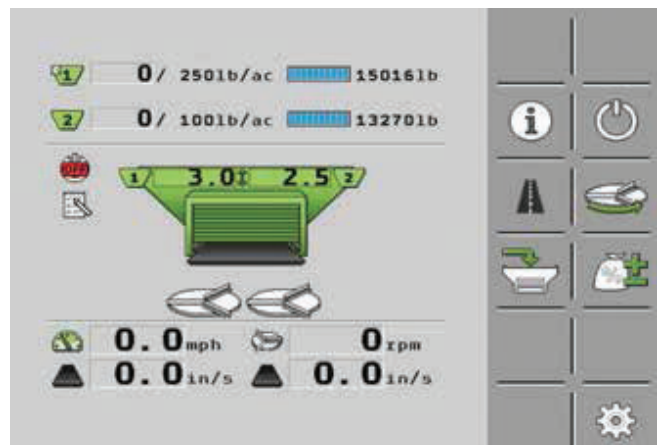 1 0/ 250lb/ac 15016lb
2 0/ 100lb/ac 13270lb
OFF
1 3.0 2.5 2
i
%
0.0mph 0rpm
0.0in/s 0.0in/s